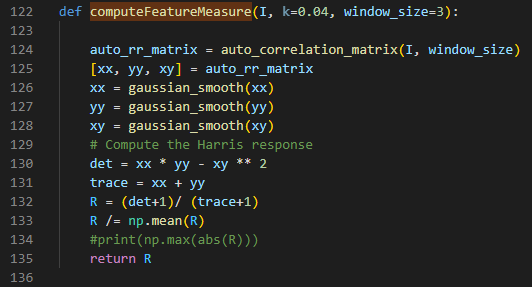 122 def computeFeatureMeasure(I, k=0.04, window_size=3):
123
124     auto_rr_matrix = auto_correlation_matrix(I, window_size)
125     [xx, yy, xy] = auto_rr_matrix
126     xx = gaussian_smooth(xx)
127     yy = gaussian_smooth(yy)
128     xy = gaussian_smooth(xy)
129     # Compute the Harris response
130     det = xx * yy - xy ** 2
131     trace = xx + yy
132     R = (det+1)/ (trace+1)
133     R /= np.mean(R)
134     #print(np.max(abs(R)))
135     return R
136